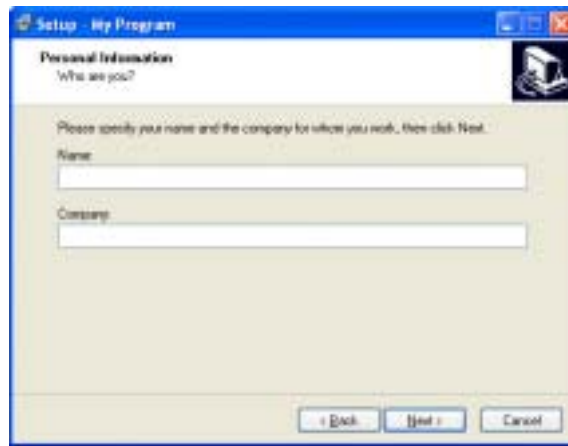 Setup - My Program
Personal Information
Who are you?
Please specify your name and the company for whom you work, then click Next.
Name:
Company:
< Back
Next >
Cancel